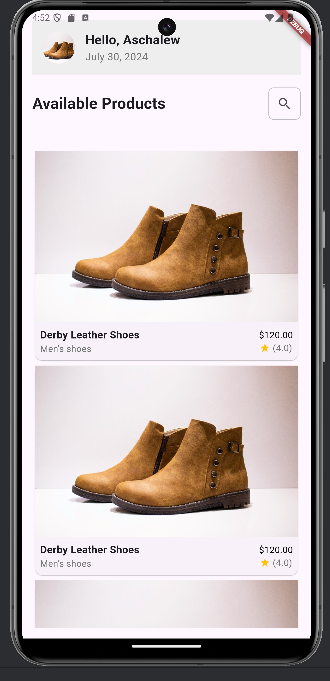 4:52
Hello, Aschalew
July 30, 2024
Available Products
Derby Leather Shoes
$120.00
Men's shoes
(4.0)
Derby Leather Shoes
$120.00
Men's shoes
(4.0)